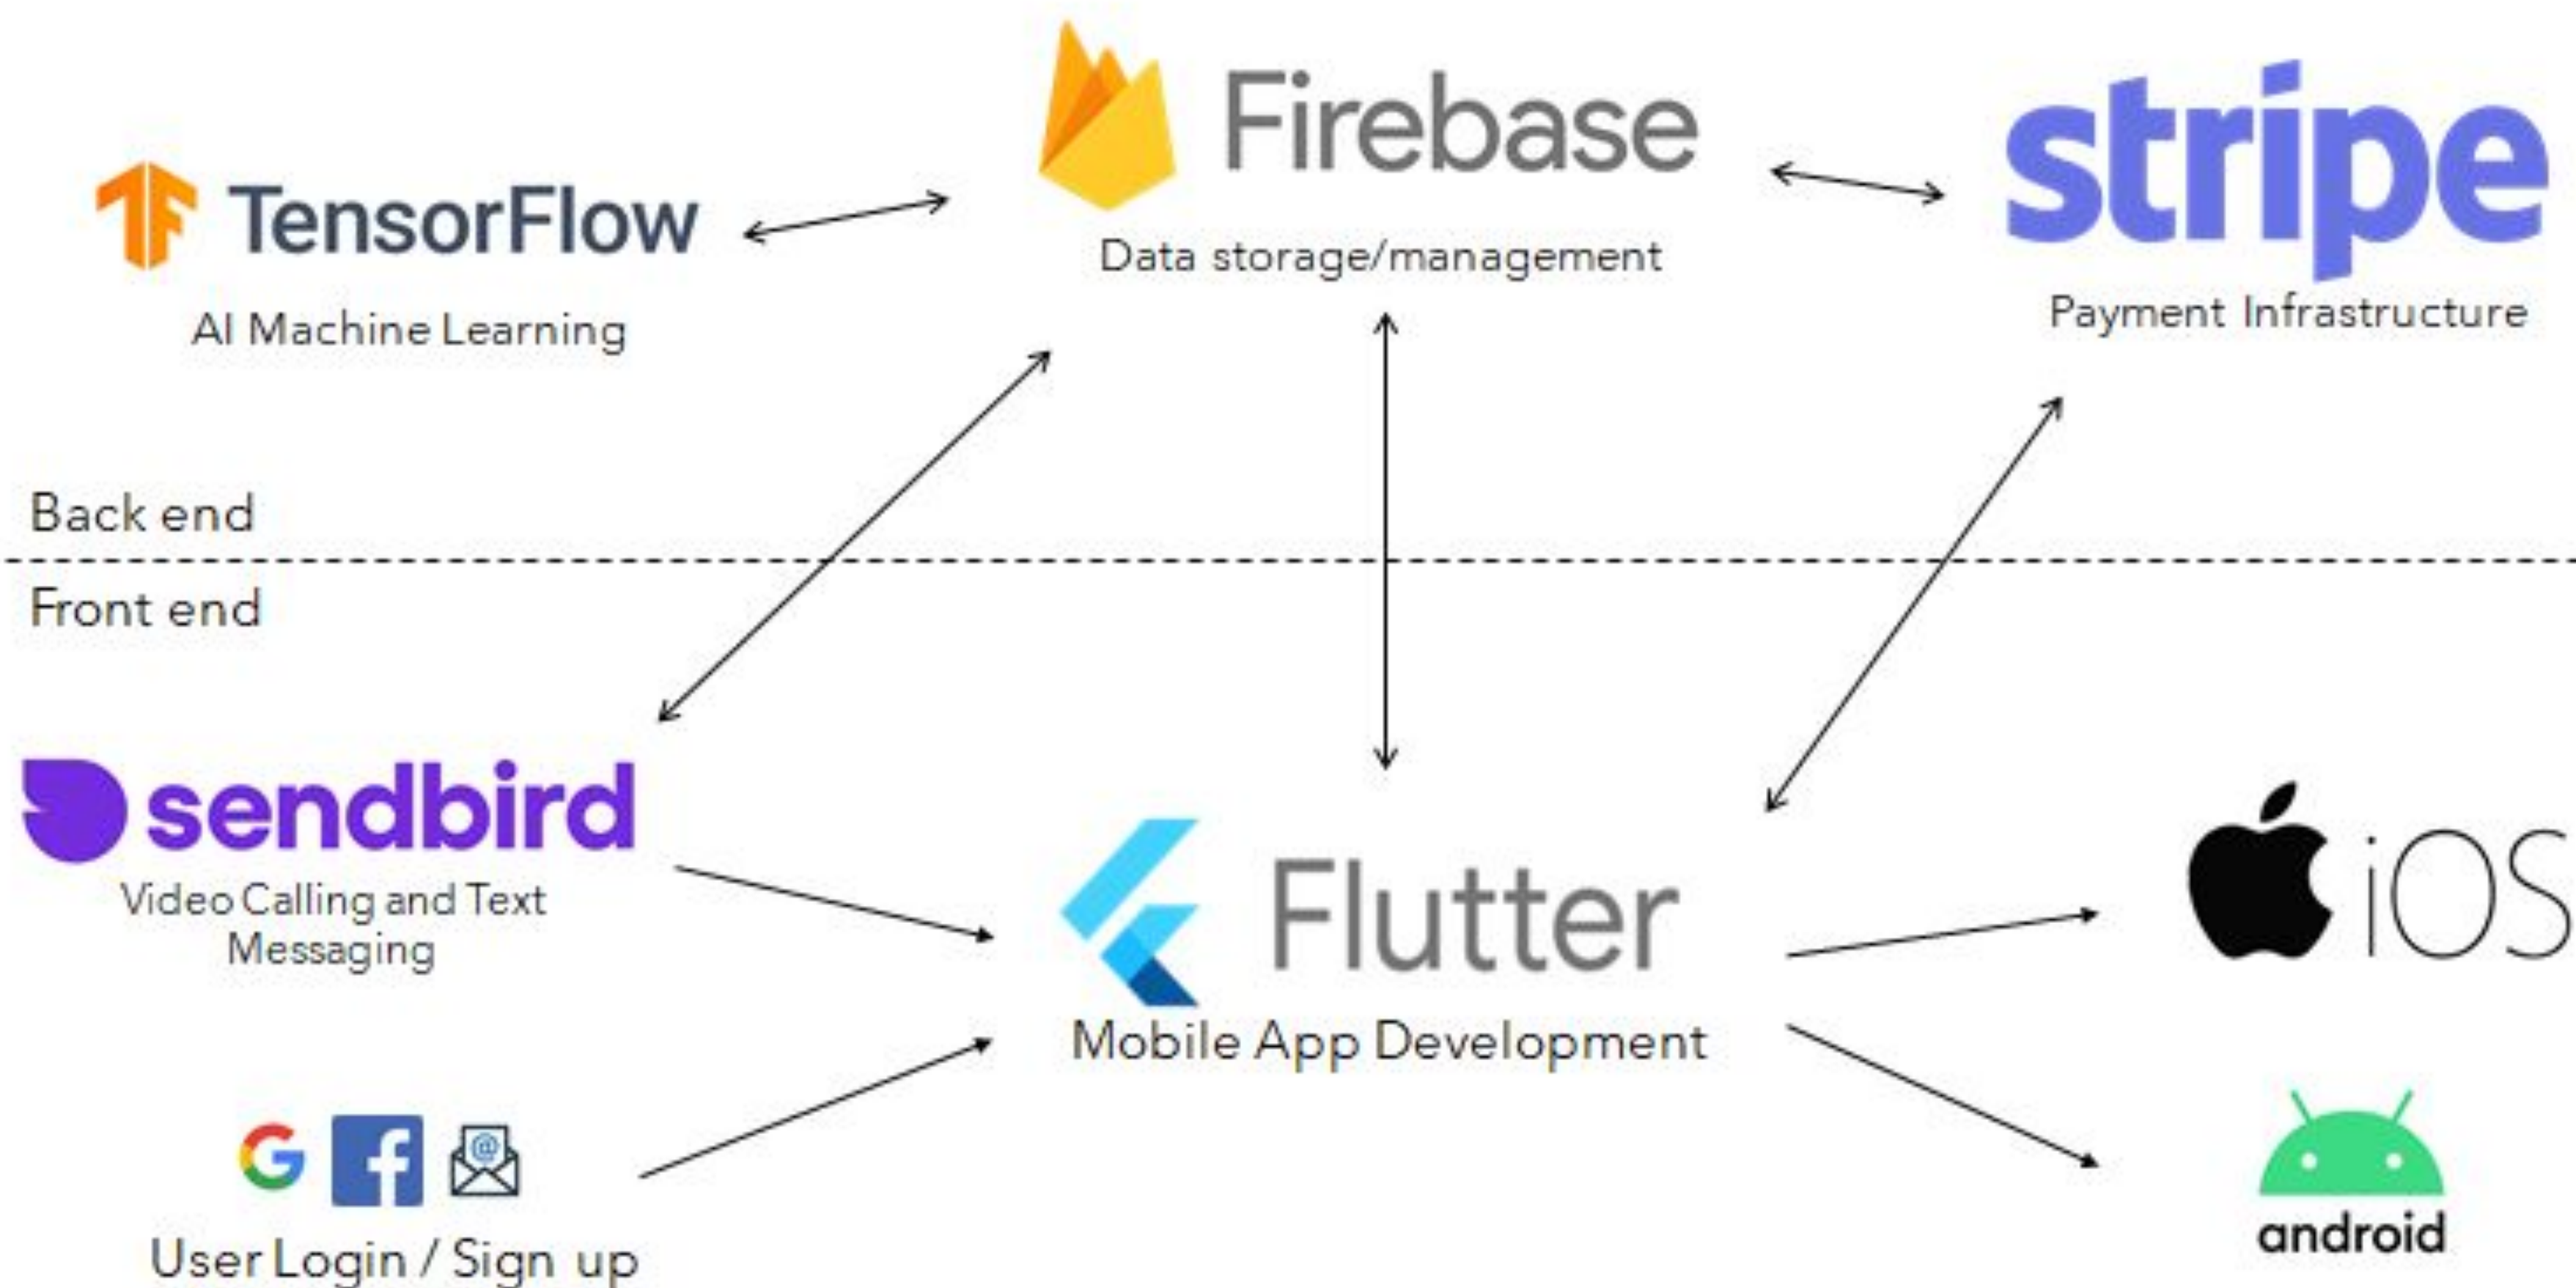 Firebase
stripe
TensorFlow
Data storage/management
Payment Infrastructure
AI Machine Learning
Back end
Front end
sendbird
Video Calling and Text
Messaging
Flutter
iOS
Mobile App Development
G f @
User Login / Sign up
android